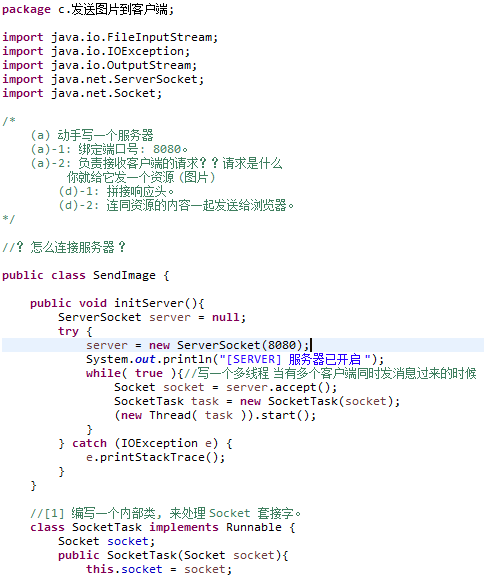 package c.发送图片到客户端;
import java.io.FileInputStream;
import java.io.IOException;
import java.io.OutputStream;
import java.net.ServerSocket;
import java.net.Socket;
/*
(a) 动手写一个服务器
(a)-1: 绑定端口号: 8080。
(a)-2: 负责接收客户端的请求？？请求是什么
你就给它发一个资源（图片）
(d)-1: 拼接响应头。
(d)-2: 连同资源的内容一起发送给浏览器。
*/
//？怎么连接服务器？
public class SendImage {
public void initServer(){
ServerSocket server = null;
try {
server = new ServerSocket(8080);
System.out.println("[SERVER] 服务器已开启 ");
while( true ){//写一个多线程 当有多个客户端同时发消息过来的时候
Socket socket = server.accept();
SocketTask task = new SocketTask(socket);
(new Thread( task )).start();
}
} catch (IOException e) {
e.printStackTrace();
}
}
//[1] 编写一个内部类, 来处理 Socket 套接字。
class SocketTask implements Runnable {
Socket socket;
public SocketTask(Socket socket){
this.socket = socket;